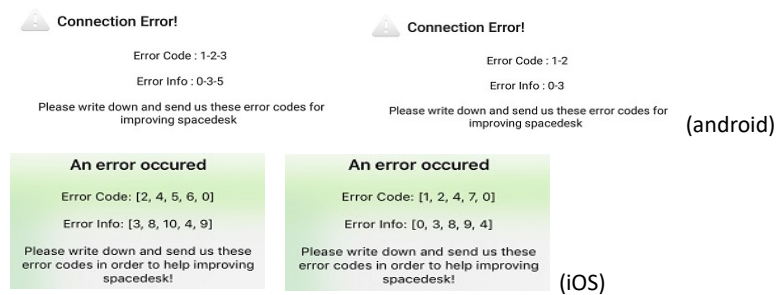 Connection Error!
Error Code : 1-2-3
Error Info : 0-3-5
Please write down and send us these error codes for
improving spacedesk
Connection Error!
Error Code : 1-2
Error Info : 0-3
Please write down and send us these error codes for
improving spacedesk
(android)
An error occured
Error Code: [2, 4, 5, 6, 0]
Error Info: [3, 8, 10, 4, 9]
Please write down and send us these
error codes in order to help improving
spacedesk!
An error occured
Error Code: [1, 2, 4, 7, 0]
Error Info: [0, 3, 8, 9, 4]
Please write down and send us these
error codes in order to help improving
spacedesk!
(iOS)